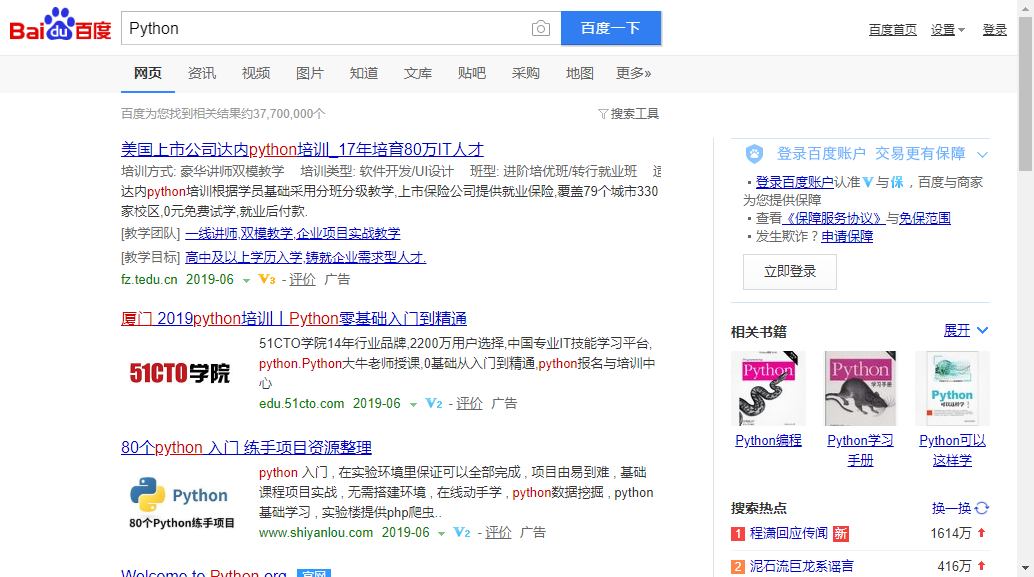 Bai du 百度
Python
百度一下
百度首页 设置 登录
网页 资讯 视频 图片 知道 文库 贴吧 采购 地图 更多»
百度为您找到相关结果约37,700,000个
搜索工具
美国上市公司达内python培训_17年培育80万IT人才
培训方式: 豪华讲师双模教学 培训类型: 软件开发/UI设计 班型: 进阶培优班/转行就业班
达内python培训根据学员基础采用分班分级教学,上市保险公司提供就业保险,覆盖79个城市330
家校区,0元免费试学,就业后付款.
[教学团队] 一线讲师,双模教学,企业项目实战教学
[教学目标] 高中及以上学历入学,铸就企业需求型人才.
fz.tedu.cn 2019-06 V3 - 评价 广告
厦门 2019python培训丨Python零基础入门到精通
51CTO学院
51CTO学院14年行业品牌,2200万用户选择,中国专业IT技能学习平台,
python.Python大牛老师授课,0基础从入门到精通,python报名与培训中
心
edu.51cto.com 2019-06 V2 - 评价 广告
80个python 入门 练手项目资源整理
Python
80个Python练手项目
python 入门 , 在实验环境里保证可以全部完成 , 项目由易到难 , 基础
课程项目实战 , 无需搭建环境 , 在线动手学 , python数据挖掘 , python
基础学习 , 实验楼提供php爬虫..
www.shiyanlou.com 2019-06 V2 - 评价 广告
Welcome to Python.org 官网
登录百度账户 交易更有保障
· 登录百度账户认准V与保，百度与商家
为您提供保障
· 查看《保障服务协议》与免保范围
· 发生欺诈？申请保障
立即登录
相关书籍
展开
Python
Python
学习手册
Python
可以这样学
Python编程
Python学习
手册
Python可以
这样学
搜索热点
换一换
1 程潇回应传闻 新 1614万
2 泥石流巨龙系谣言 416万